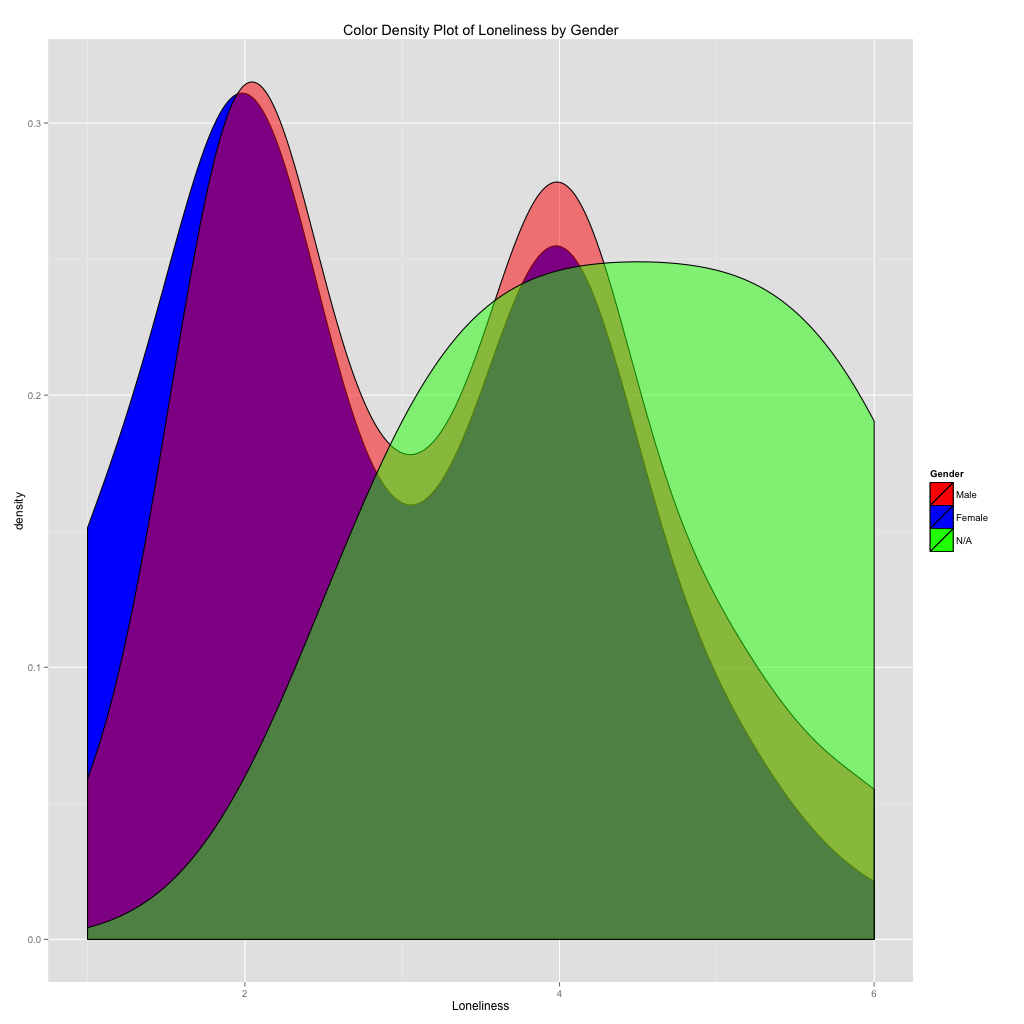 Color Density Plot of Loneliness by Gender
0.3
0.2
0.1
0.0
density
2
4
6
Loneliness
Gender
Male
Female
N/A